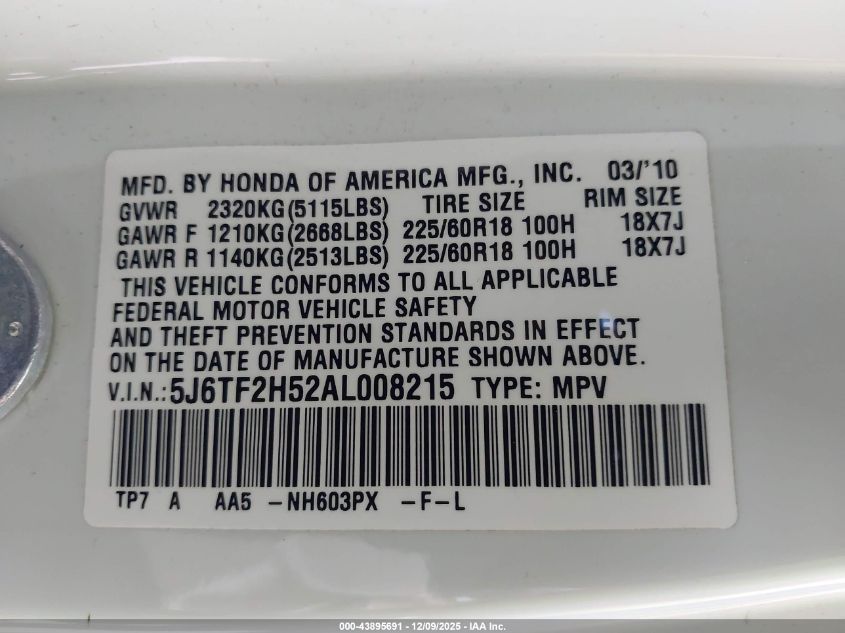 MFD. BY HONDA OF AMERICA MFG., INC. 03/'10
GVWR 2320KG(5115LBS) TIRE SIZE RIM SIZE
GAWR F 1210KG(2668LBS) 225/60R18 100H 18X7J
GAWR R 1140KG(2513LBS) 225/60R18 100H 18X7J
THIS VEHICLE CONFORMS TO ALL APPLICABLE
FEDERAL MOTOR VEHICLE SAFETY
AND THEFT PREVENTION STANDARDS IN EFFECT
ON THE DATE OF MANUFACTURE SHOWN ABOVE.
V.I.N.:5J6TF2H52AL008215 TYPE: MPV
TP7 A AA5 -NH603PX -F-L
000-43895691 - 12/09/2025 - IAA Inc.